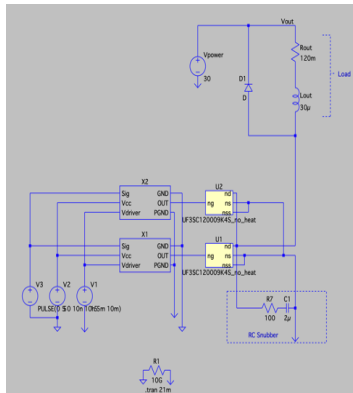 Vout
Vpower
30
Rout
120m
Load
D1
D
Lout
30µ
X2
Sig
GND
Vcc
OUT
Vdriver
PGND
U2
nd
ng
ns
nss
UF3SC120009K4S_no_heat
X1
Sig
GND
Vcc
OUT
Vdriver
PGND
U1
nd
ng
ns
nss
UF3SC120009K4S_no_heat
V3
V2
V1
R7
100
C1
2µ
RC Snubber
R1
10G
.tran 21m